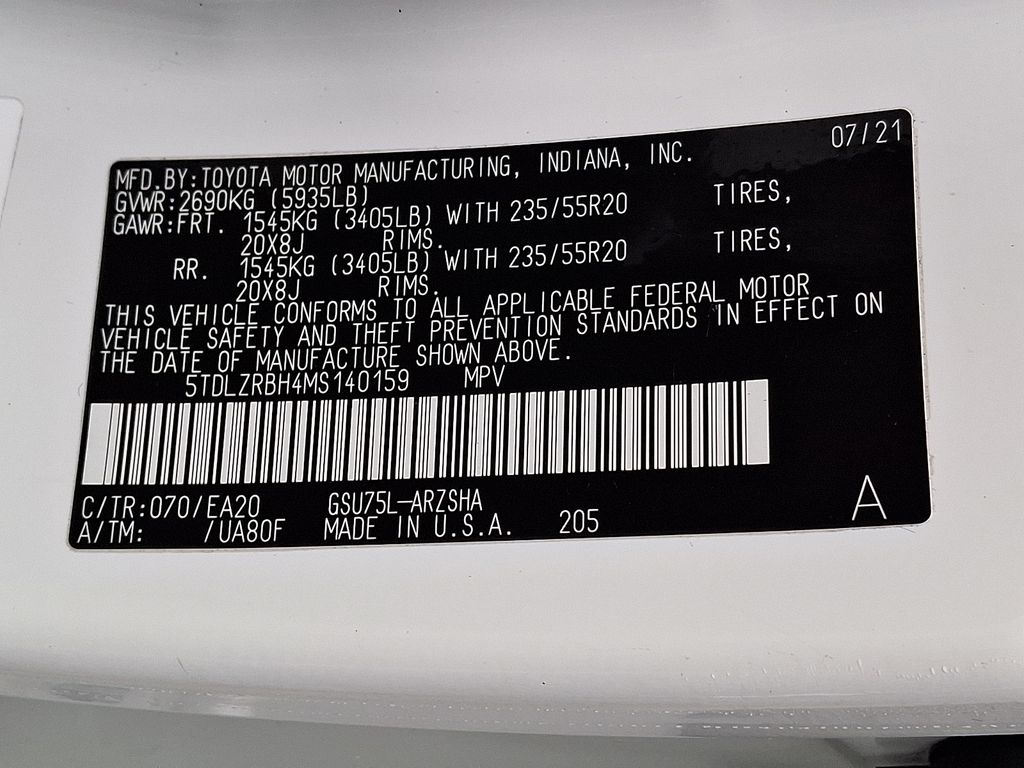 07/21
MFD.BY:TOYOTA MOTOR MANUFACTURING, INDIANA, INC.
GVWR:2690KG (5935LB)
GAWR:FRT. 1545KG (3405LB) WITH 235/55R20 TIRES,
20X8J RIMS.
RR. 1545KG (3405LB) WITH 235/55R20 TIRES,
20X8J RIMS.
THIS VEHICLE CONFORMS TO ALL APPLICABLE FEDERAL MOTOR
VEHICLE SAFETY AND THEFT PREVENTION STANDARDS IN EFFECT ON
THE DATE OF MANUFACTURE SHOWN ABOVE.
5TDLZRBH4MS140159 MPV
C/TR:070/EA20 GSU75L-ARZSHA
A/TM: /UA80F MADE IN U.S.A. 205 A